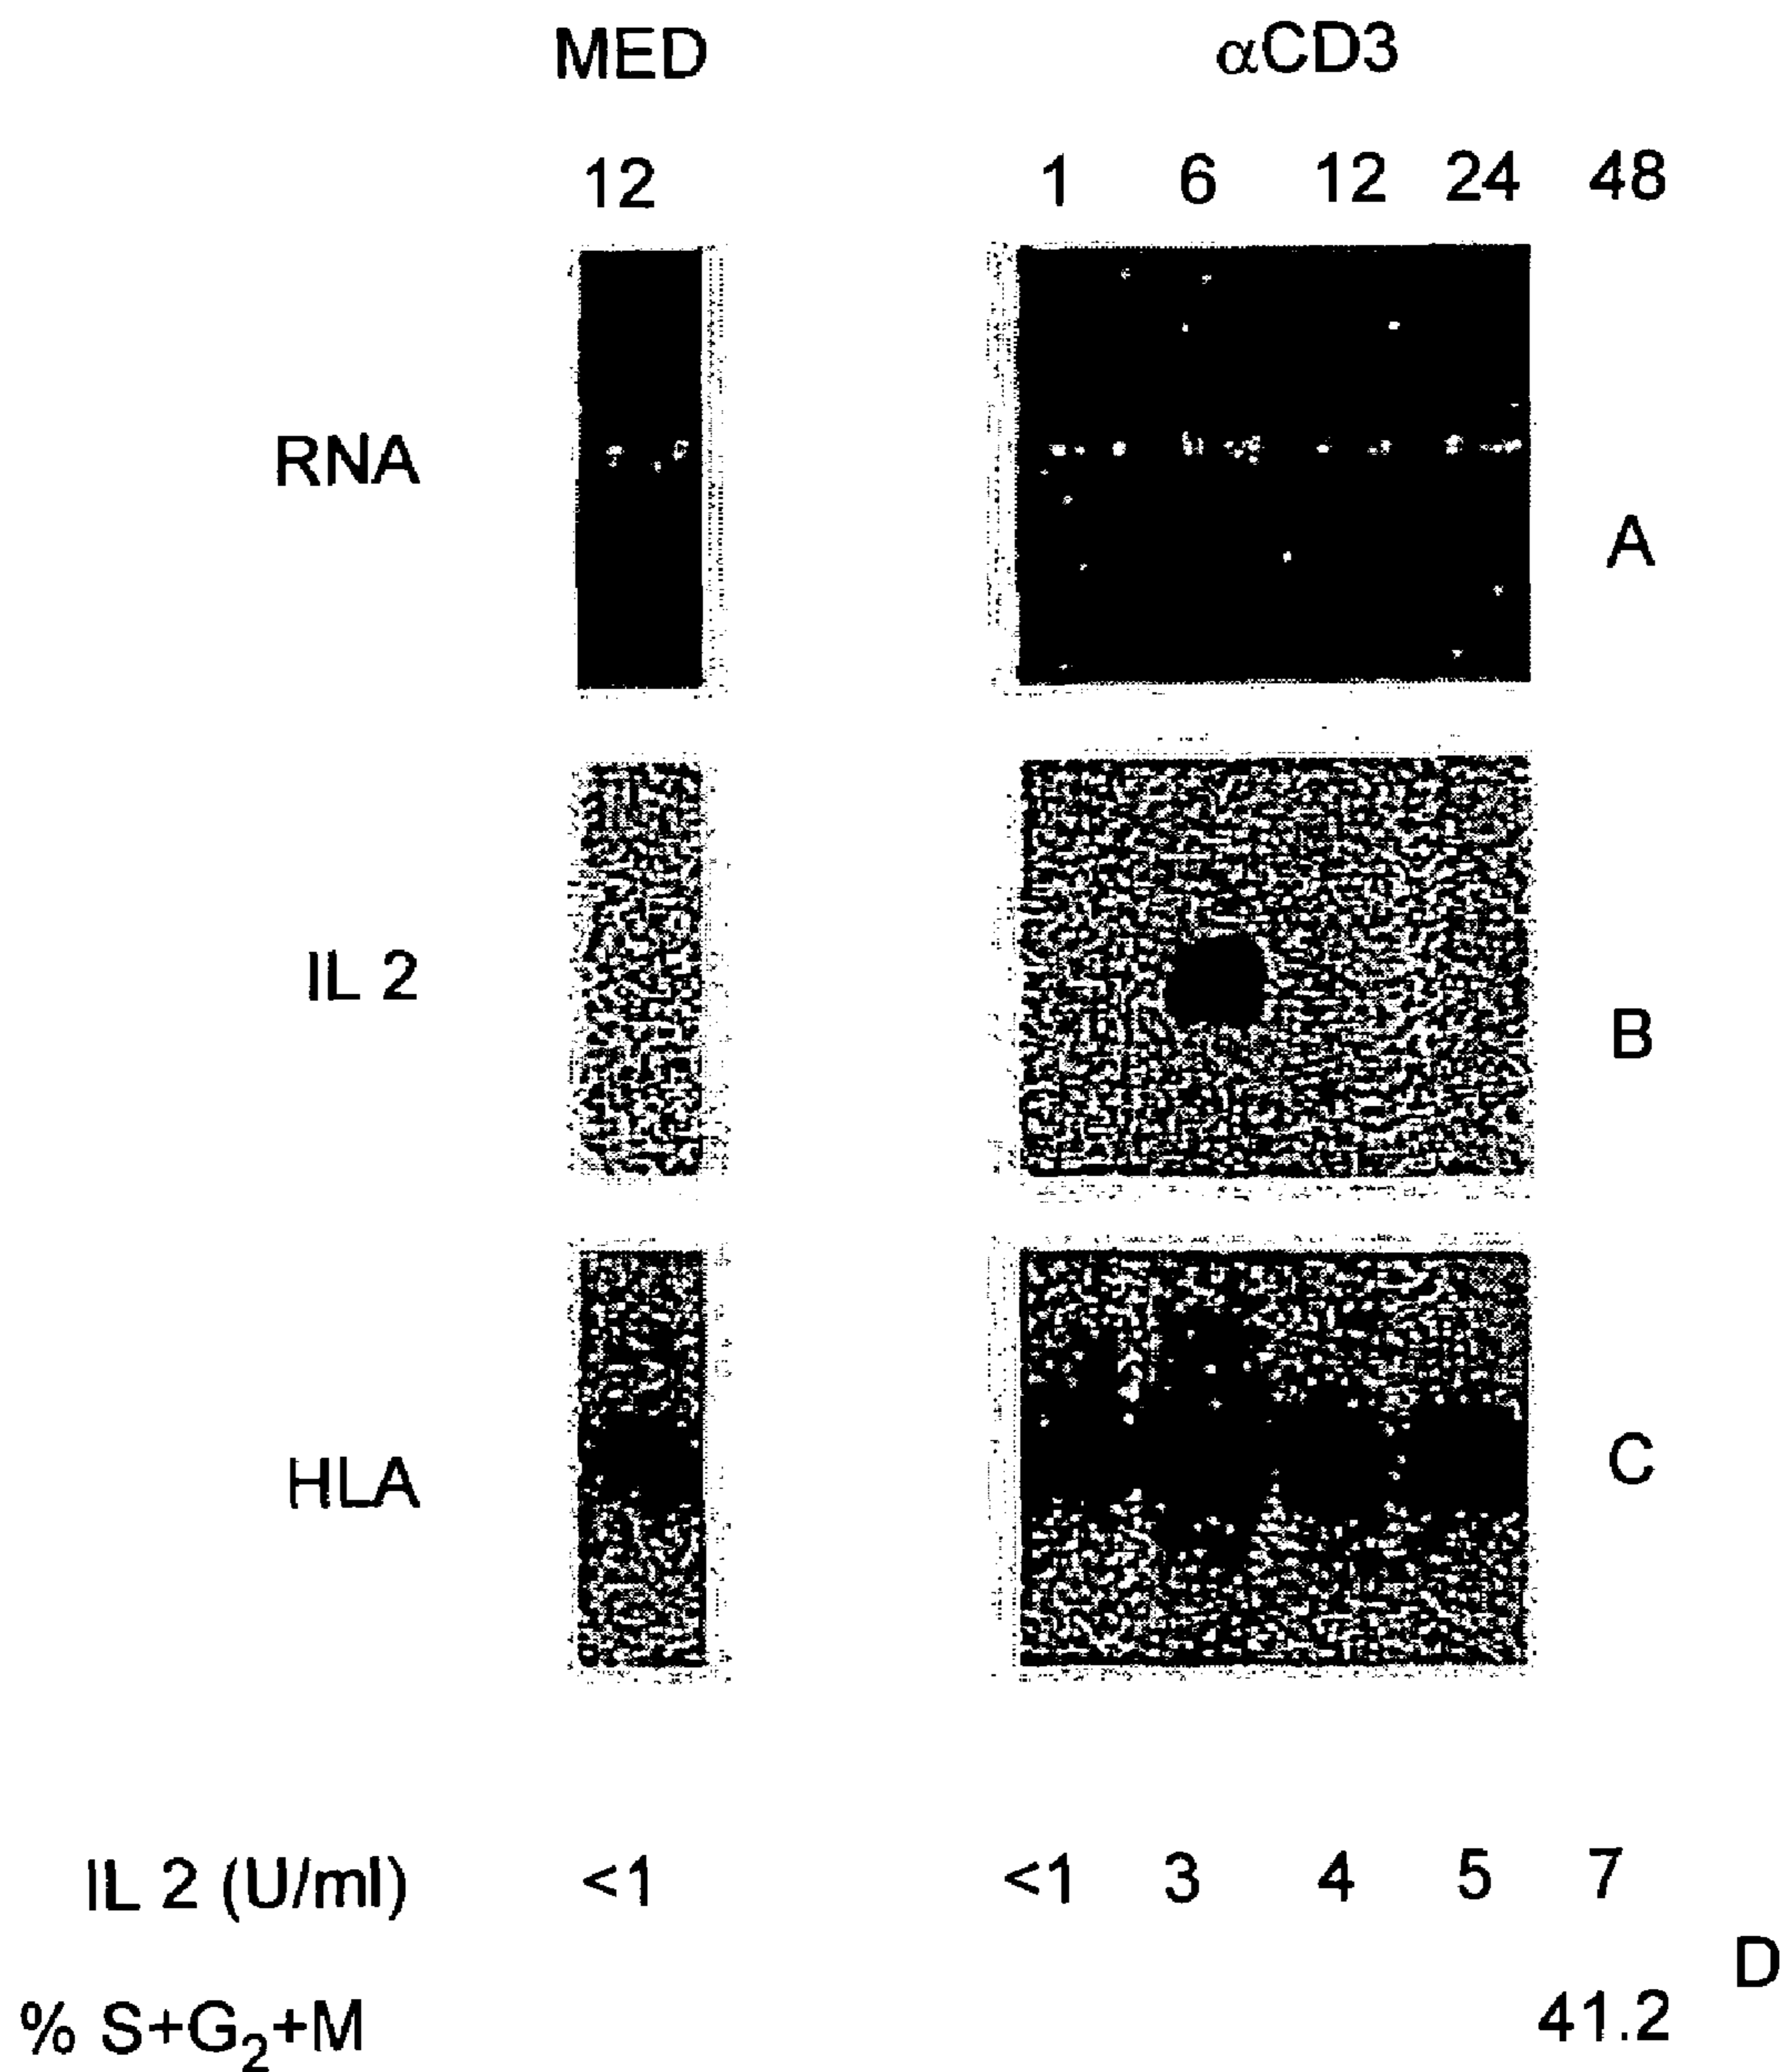 MED αCD3
12 1 6 12 24 48
RNA
A
IL 2
B
HLA
C
IL 2 (U/ml) <1 <1 3 4 5 7
D
% S+G₂+M 41.2